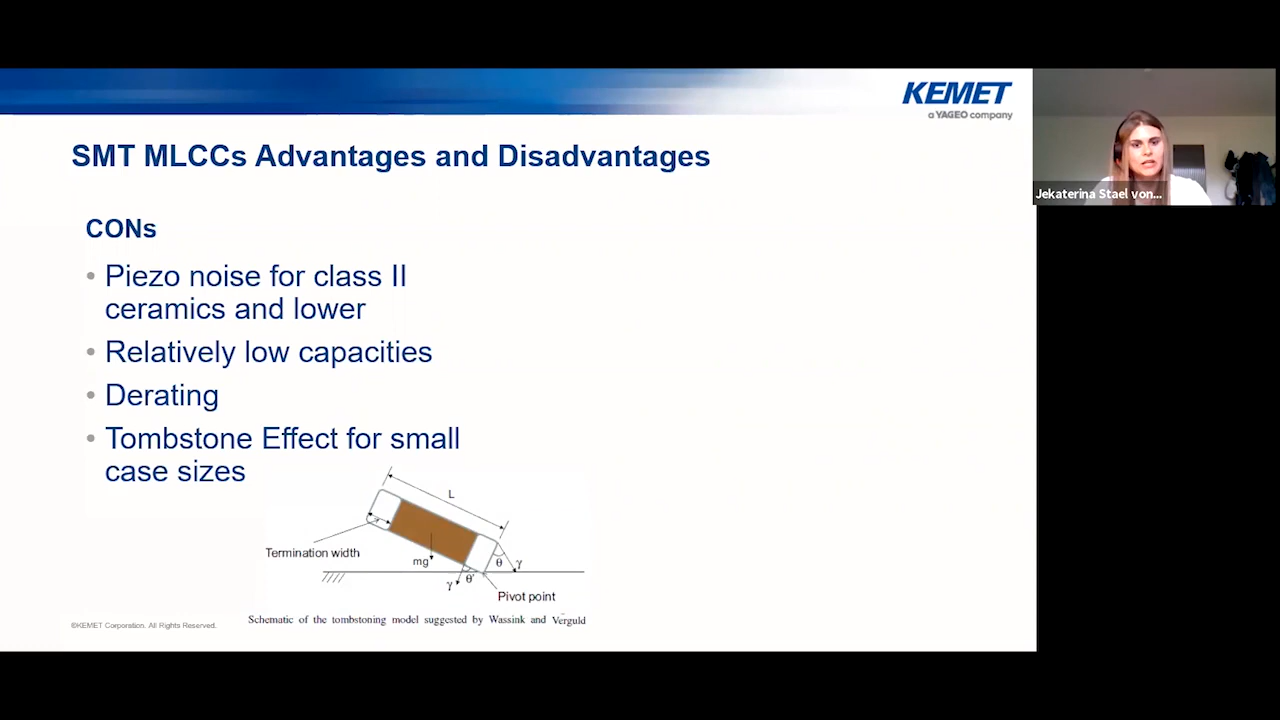 KEMET
a YAGEO company
Jekaterina Stael von...
SMT MLCCs Advantages and Disadvantages
CONs
• Piezo noise for class II
ceramics and lower
• Relatively low capacities
• Derating
• Tombstone Effect for small
case sizes
L
Termination width
mg
θ
γ
γ
θ'
Pivot point
Schematic of the tombstoning model suggested by Wassink and Verguld
©KEMET Corporation. All Rights Reserved.